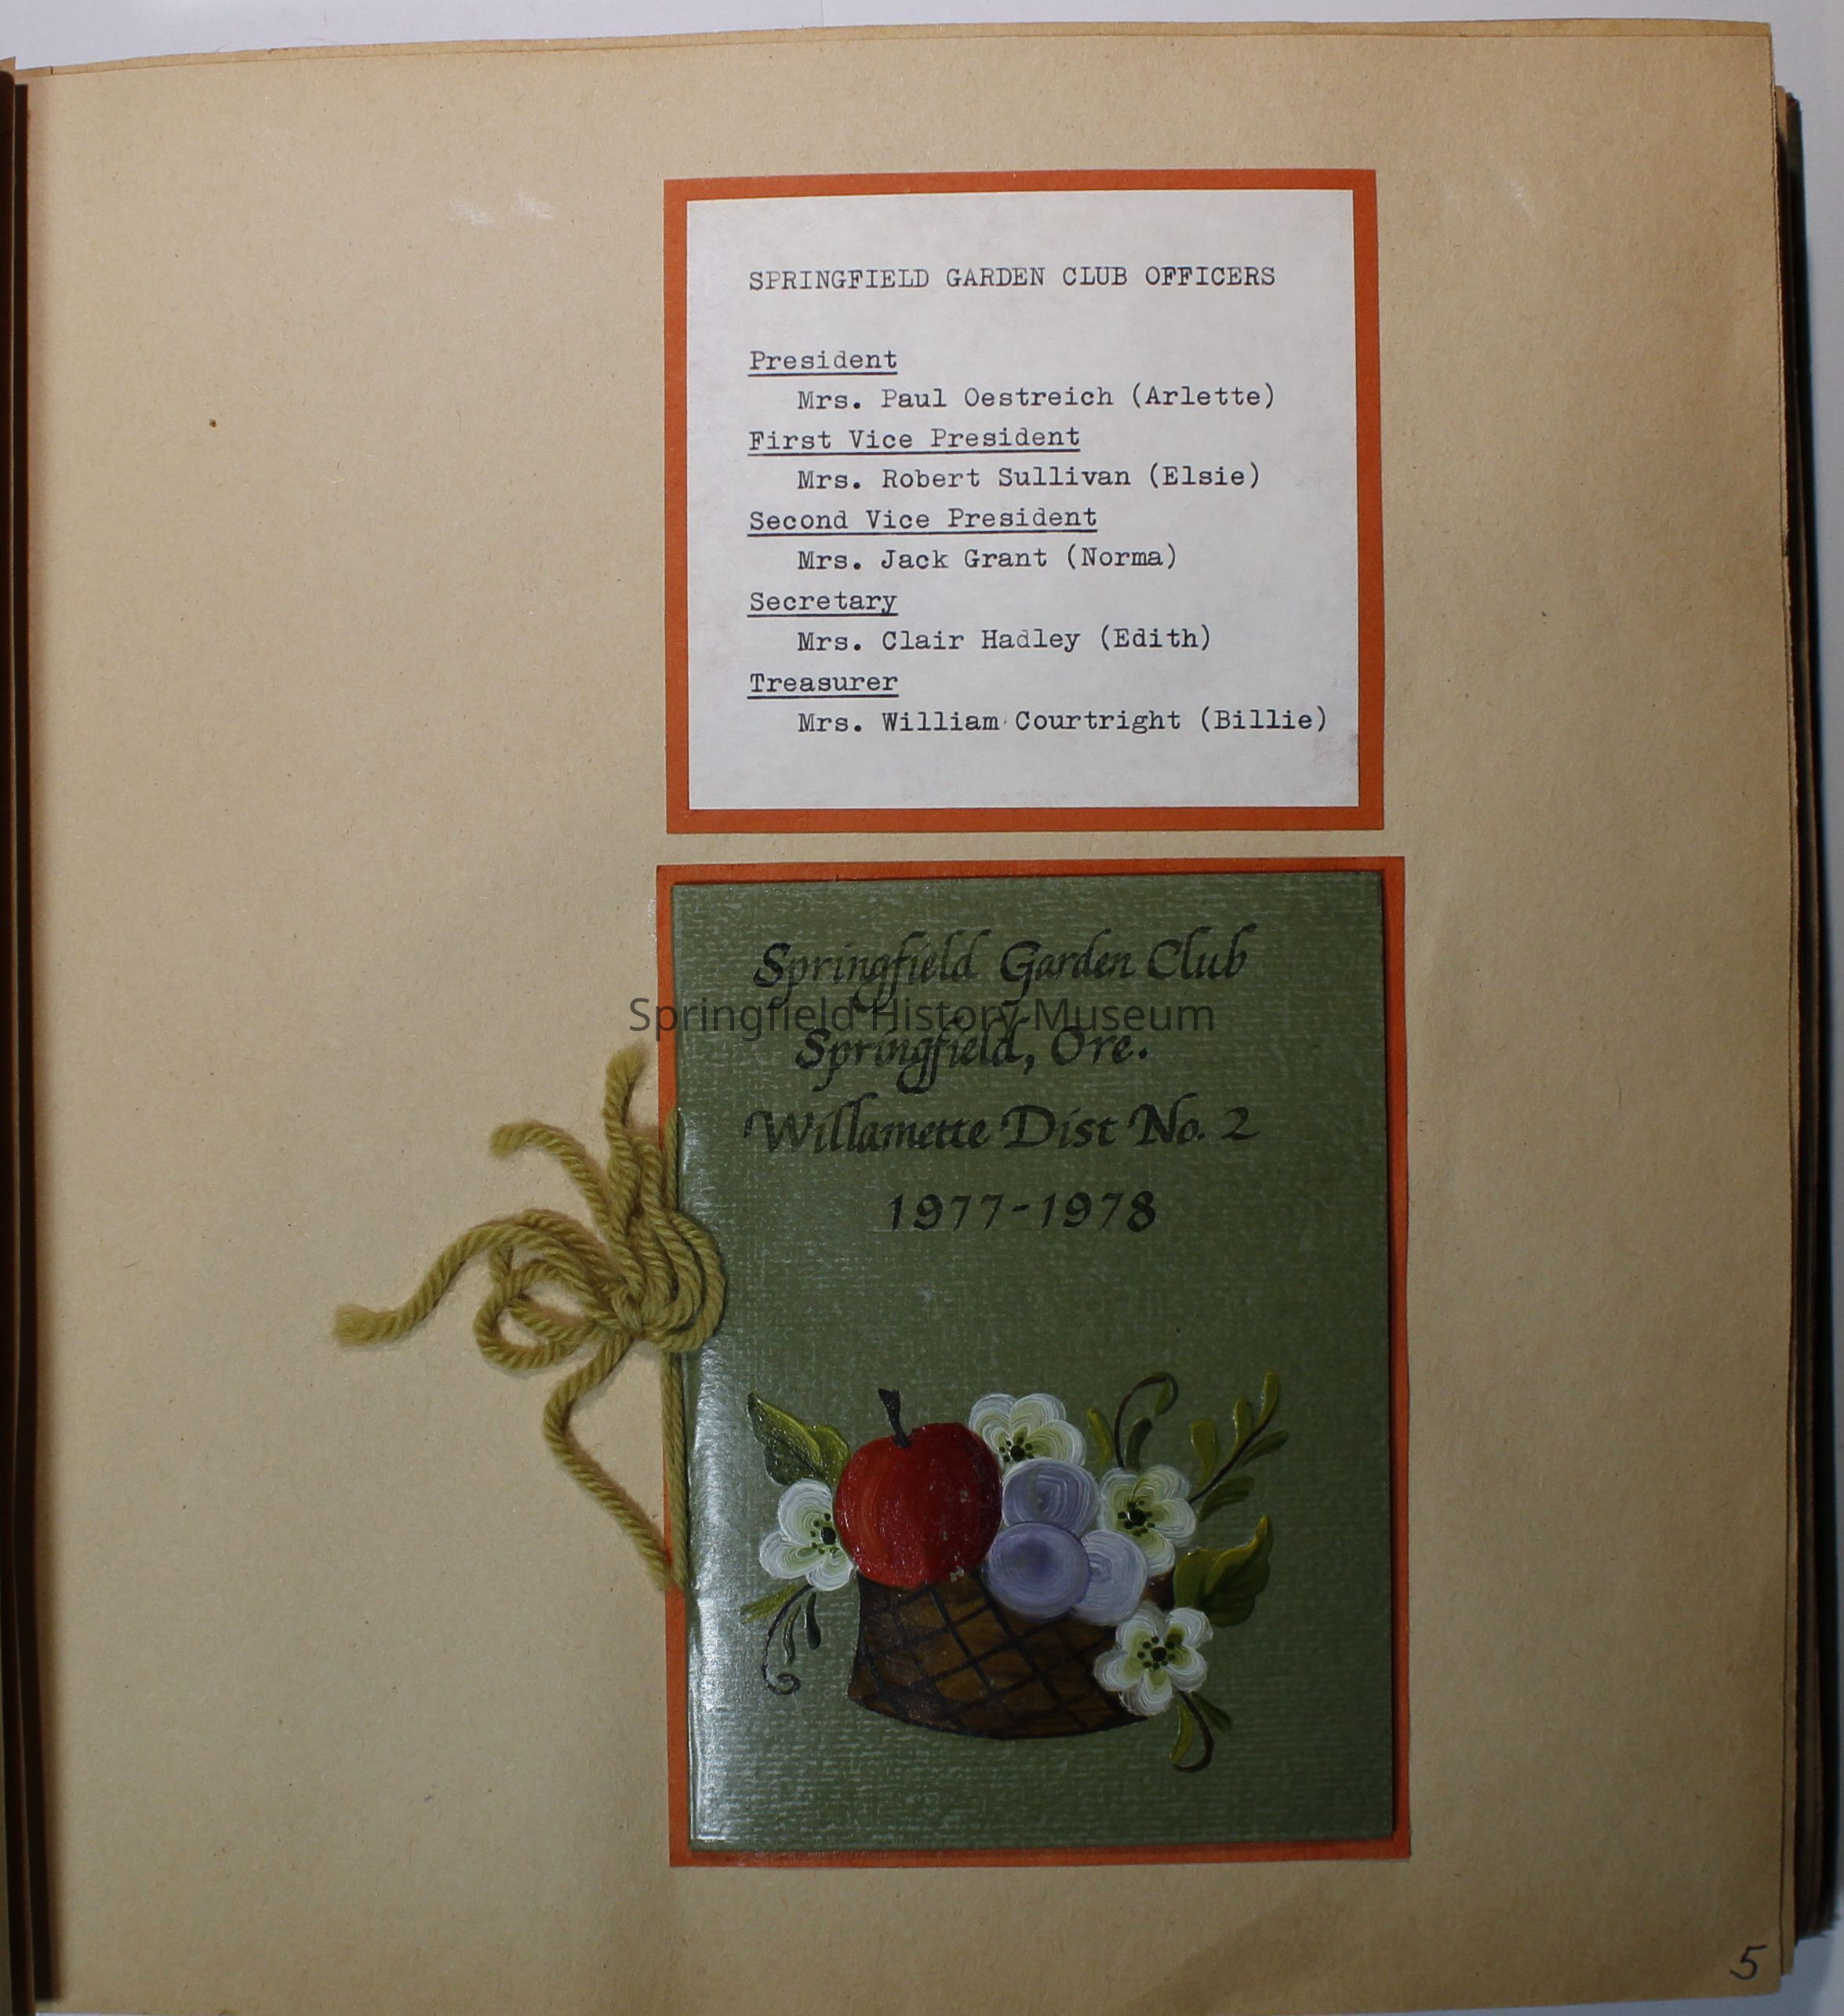 SPRINGFIELD GARDEN CLUB OFFICERS
President
Mrs. Paul Oestreich (Arlette)
First Vice President
Mrs. Robert Sullivan (Elsie)
Second Vice President
Mrs. Jack Grant (Norma)
Secretary
Mrs. Clair Hadley (Edith)
Treasurer
Mrs. William Courtright (Billie)
Springfield Garden Club
Springfield History Museum
Springfield, Ore.
Willamette Dist No. 2
1977-1978
5